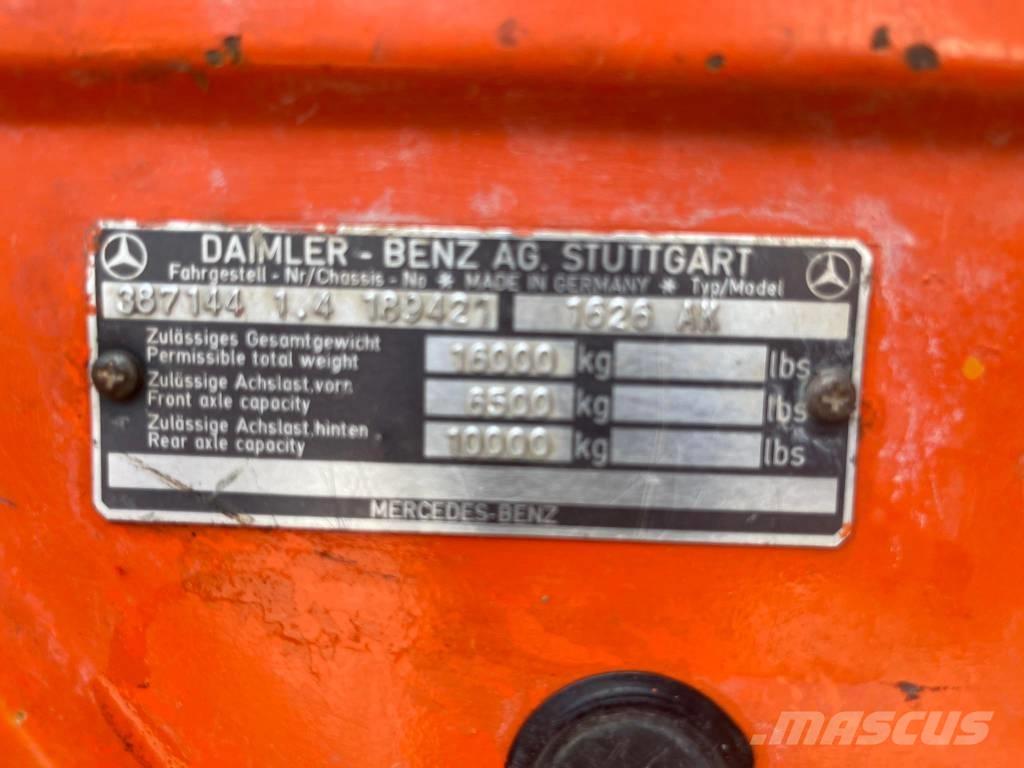 DAIMLER - BENZ AG. STUTTGART
Fahrgestell - Nr/Chassis - No * MADE IN GERMANY * Typ/Model
387144 1.4 189421 1626 AK
Zulässiges Gesamtgewicht
Permissible total weight 16000 kg lbs
Zulässige Achslast, vorn
Front axle capacity 6500 kg lbs
Zulässige Achslast, hinten
Rear axle capacity 10000 kg lbs
MERCEDES-BENZ
MASCUS